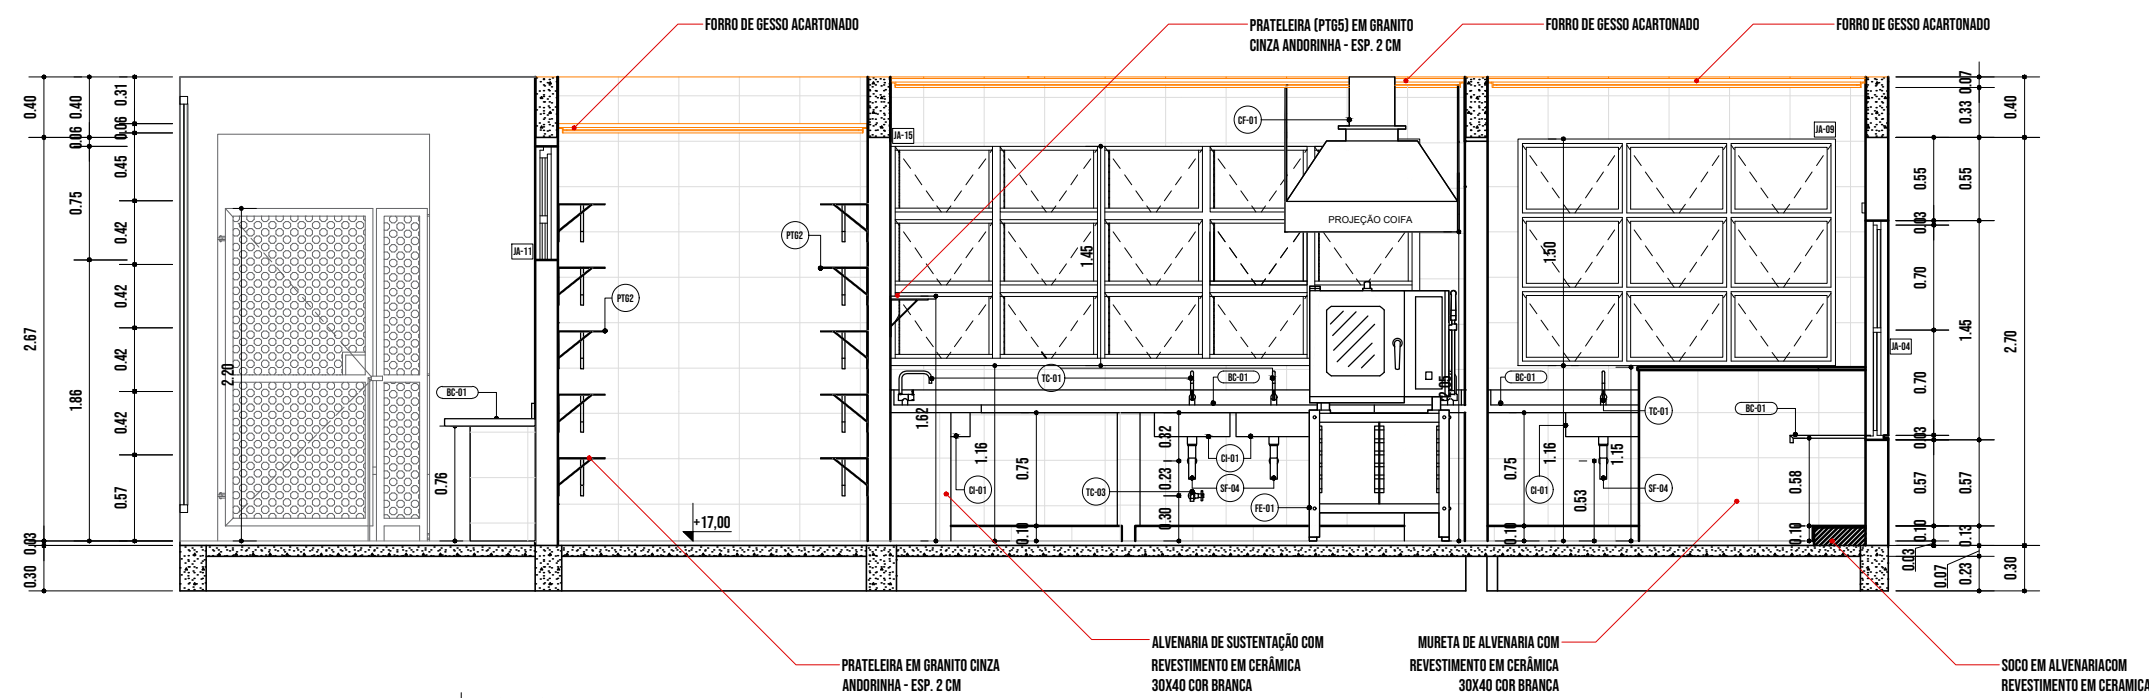 FORRO DE GESSO ACARTONADO
PRATELEIRA (PTG5) EM GRANITO
CINZA ANDORINHA - ESP. 2 CM
FORRO DE GESSO ACARTONADO
FORRO DE GESSO ACARTONADO
0.40
0.40
0.31
0.06
0.06
0.45
0.75
0.42
0.42
2.67
0.42
1.86
0.42
0.57
0.03
0.30
2.20
BC-01
0.76
JA-11
PTG2
PTG2
+17,00
JA-15
CF-01
PROJEÇÃO COIFA
1.45
TC-01
BC-01
1.62
1.16
0.75
0.32
0.23
0.30
0.10
CI-01
CI-01
TC-03
SF-04
FE-01
JA-09
1.50
BC-01
TC-01
BC-01
0.75
1.16
1.15
0.53
0.58
CI-01
SF-04
0.10
0.10
JA-04
0.07
0.33
0.40
0.55
0.55
0.03
0.70
1.45
2.70
0.70
0.03
0.57
0.57
0.10
0.13
0.03
0.07
0.23
0.30
PRATELEIRA EM GRANITO CINZA
ANDORINHA - ESP. 2 CM
ALVENARIA DE SUSTENTAÇÃO COM
REVESTIMENTO EM CERÂMICA
30X40 COR BRANCA
MURETA DE ALVENARIA COM
REVESTIMENTO EM CERÂMICA
30X40 COR BRANCA
SOCO EM ALVENARIACOM
REVESTIMENTO EM CERAMICA